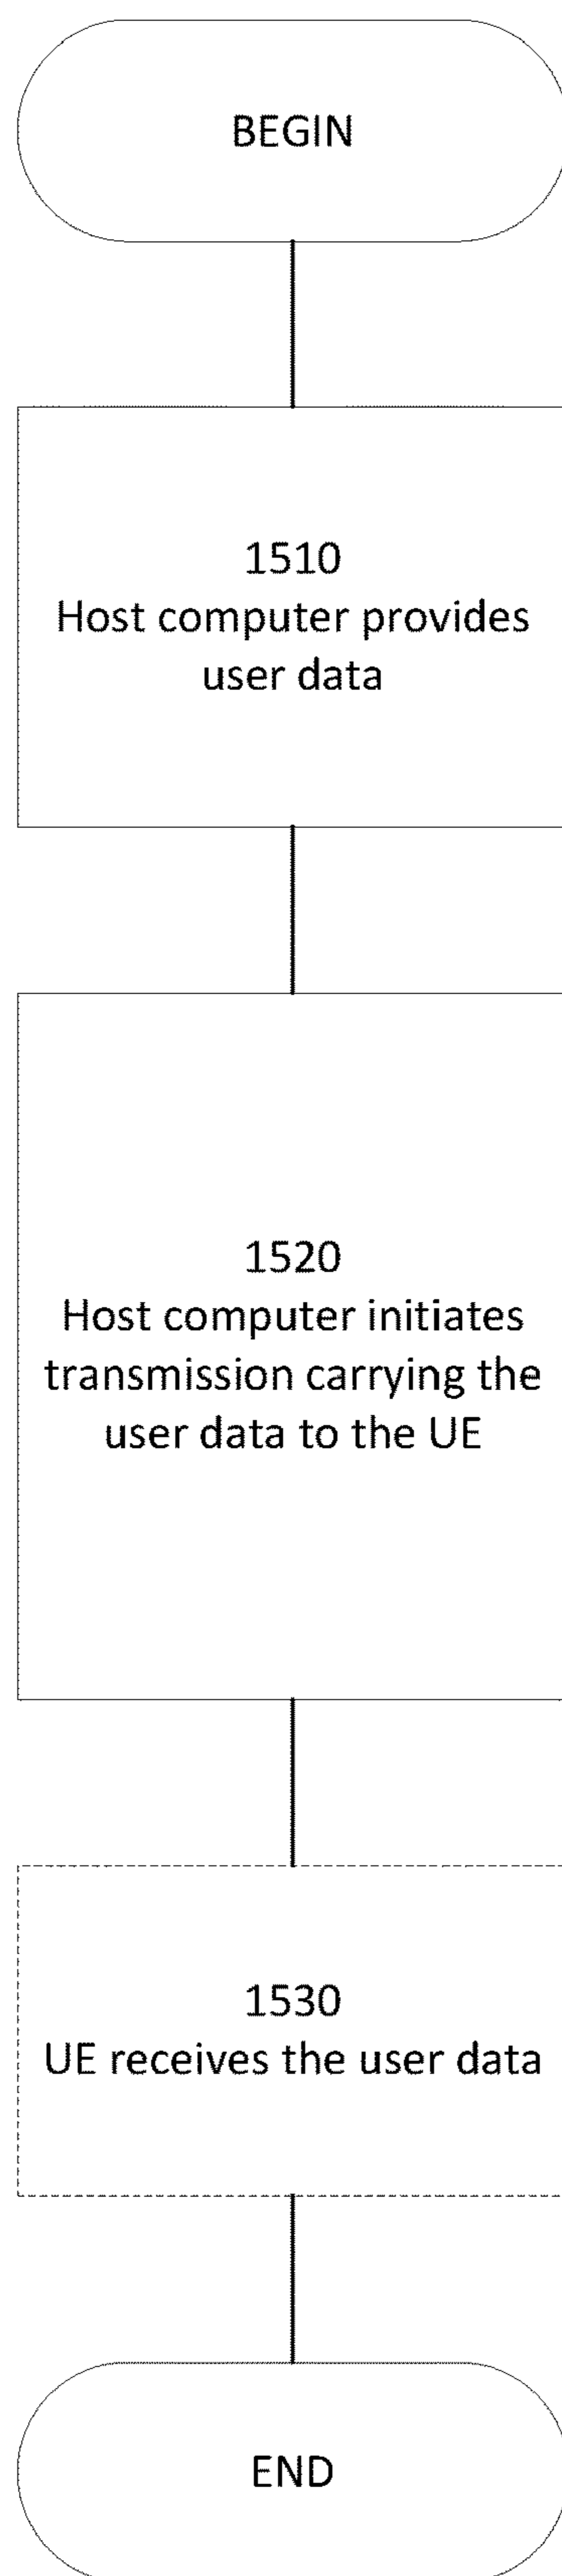 BEGIN
1510
Host computer provides
user data
1520
Host computer initiates
transmission carrying the
user data to the UE
1530
UE receives the user data
END